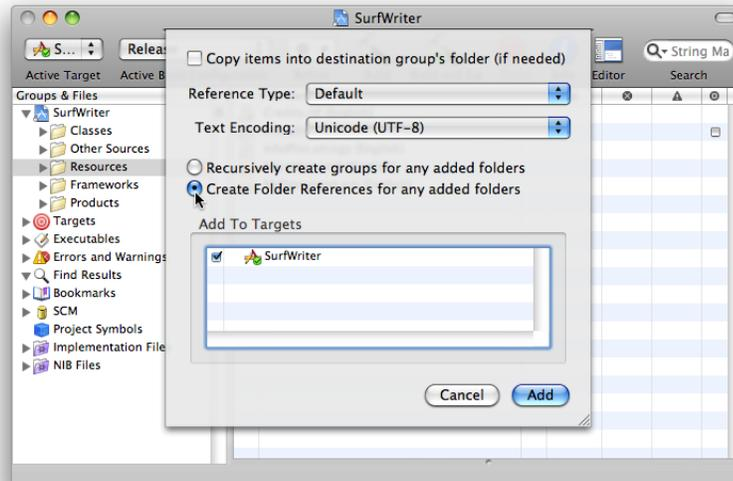 SurfWriter
S...
Relea
String Ma
Active Target
Active B
Editor
Search
Groups & Files
SurfWriter
Classes
Other Sources
Resources
Frameworks
Products
Targets
Executables
Errors and Warnings
Find Results
Bookmarks
SCM
Project Symbols
Implementation File
NIB Files
Copy items into destination group's folder (if needed)
Reference Type: Default
Text Encoding: Unicode (UTF-8)
Recursively create groups for any added folders
Create Folder References for any added folders
Add To Targets
SurfWriter
Cancel
Add